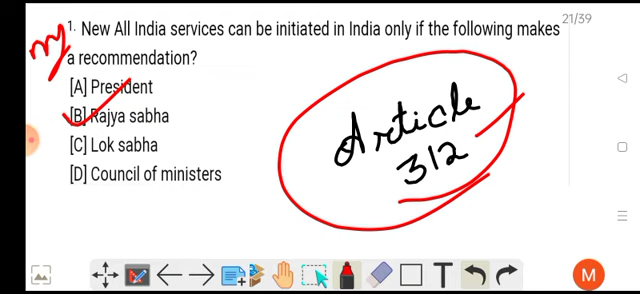 21/39
1. New All India services can be initiated in India only if the following makes
a recommendation?
[A] President
[B] Rajya sabha
[C] Lok sabha
[D] Council of ministers
Article
312
T
M